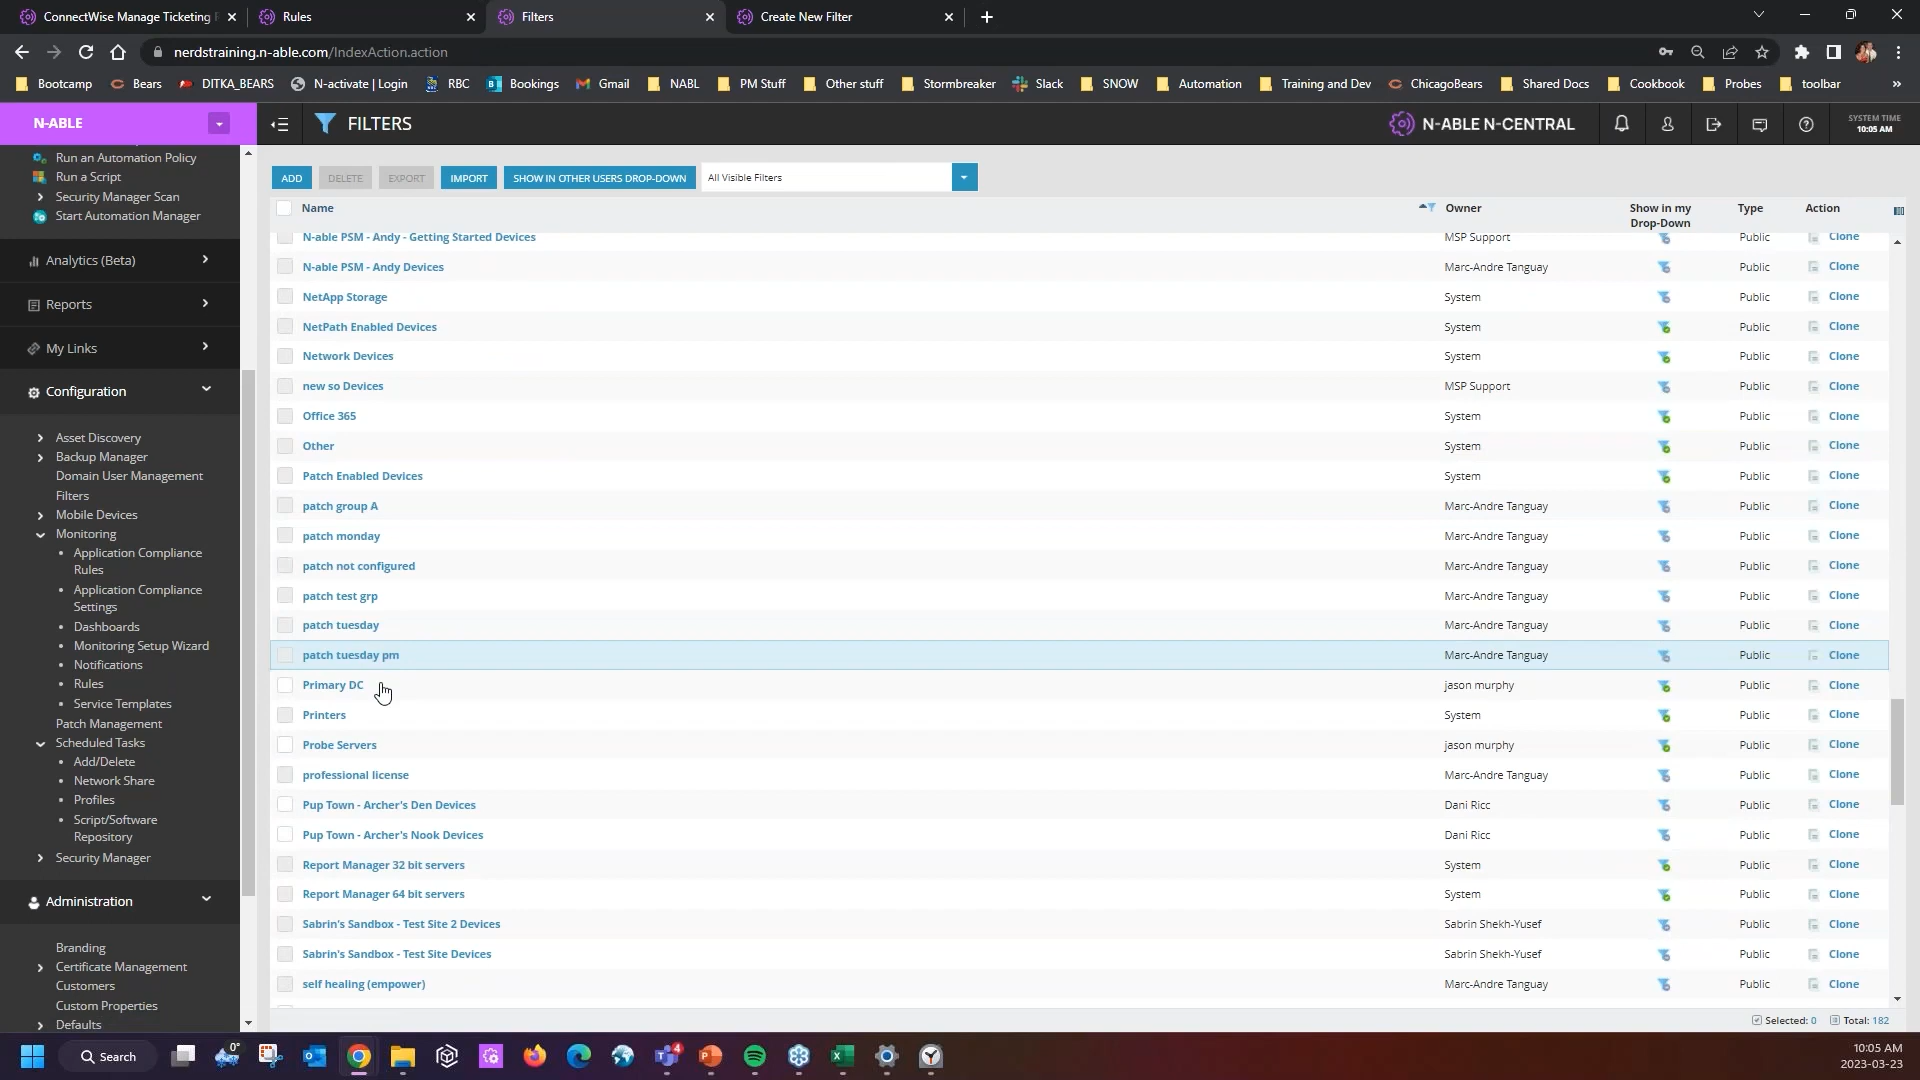 ConnectWise Manage Ticketing
Rules
Filters
Create New Filter
nerdstraining.n-able.com/IndexAction.action
Bootcamp
Bears
DITKA_BEARS
N-activate | Login
RBC
Bookings
Gmail
NABL
PM Stuff
Other stuff
Stormbreaker
Slack
SNOW
Automation
Training and Dev
ChicagoBears
Shared Docs
Cookbook
Probes
toolbar
»
N-ABLE
FILTERS
N-ABLE N-CENTRAL
SYSTEM TIME
10:05 AM
Run an Automation Policy
Run a Script
Security Manager Scan
Start Automation Manager
Analytics (Beta)
Reports
My Links
Configuration
Asset Discovery
Backup Manager
Domain User Management
Filters
Mobile Devices
Monitoring
Application Compliance
Rules
Application Compliance
Settings
Dashboards
Monitoring Setup Wizard
Notifications
Rules
Service Templates
Patch Management
Scheduled Tasks
Add/Delete
Network Share
Profiles
Script/Software
Repository
Security Manager
Administration
Branding
Certificate Management
Customers
Custom Properties
Defaults
ADD DELETE EXPORT IMPORT SHOW IN OTHER USERS DROP-DOWN All Visible Filters
Name Owner Show in my Type Action
Drop-Down
N-able PSM - Andy - Getting Started Devices MSP Support Public Clone
N-able PSM - Andy Devices Marc-Andre Tanguay Public Clone
NetApp Storage System Public Clone
NetPath Enabled Devices System Public Clone
Network Devices System Public Clone
new so Devices MSP Support Public Clone
Office 365 System Public Clone
Other System Public Clone
Patch Enabled Devices System Public Clone
patch group A Marc-Andre Tanguay Public Clone
patch monday Marc-Andre Tanguay Public Clone
patch not configured Marc-Andre Tanguay Public Clone
patch test grp Marc-Andre Tanguay Public Clone
patch tuesday Marc-Andre Tanguay Public Clone
patch tuesday pm Marc-Andre Tanguay Public Clone
Primary DC jason murphy Public Clone
Printers System Public Clone
Probe Servers jason murphy Public Clone
professional license Marc-Andre Tanguay Public Clone
Pup Town - Archer's Den Devices Dani Ricc Public Clone
Pup Town - Archer's Nook Devices Dani Ricc Public Clone
Report Manager 32 bit servers System Public Clone
Report Manager 64 bit servers System Public Clone
Sabrin's Sandbox - Test Site 2 Devices Sabrin Shekh-Yusef Public Clone
Sabrin's Sandbox - Test Site Devices Sabrin Shekh-Yusef Public Clone
self healing (empower) Marc-Andre Tanguay Public Clone
Selected: 0 Total: 182
Search
0°
4
10:05 AM
2023-03-23